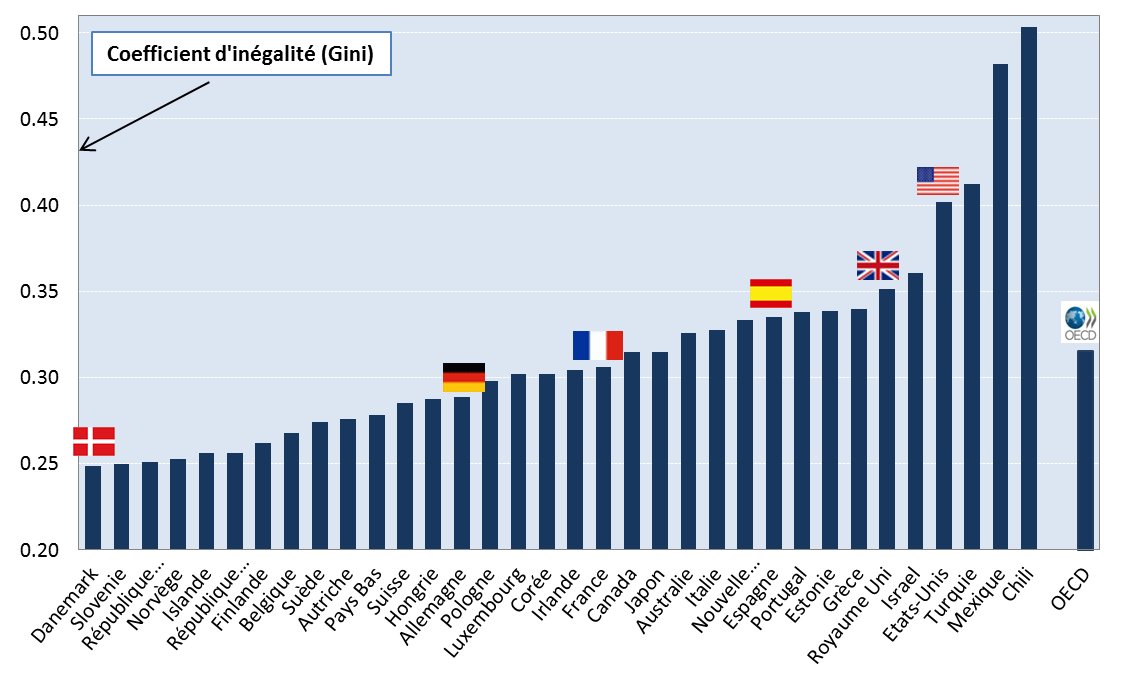 Coefficient d'inégalité (Gini)
0.50
0.45
0.40
0.35
0.30
0.25
0.20
OECD
Danemark
Slovenie
République...
Norvège
Islande
République...
Finlande
Belgique
Suède
Autriche
Pays Bas
Suisse
Hongrie
Allemagne
Pologne
Luxembourg
Corée
Irlande
France
Canada
Japon
Australie
Italie
Nouvelle...
Espagne
Portugal
Estonie
Grèce
Royaume Uni
Israel
Etats-Unis
Turquie
Mexique
Chili
OECD